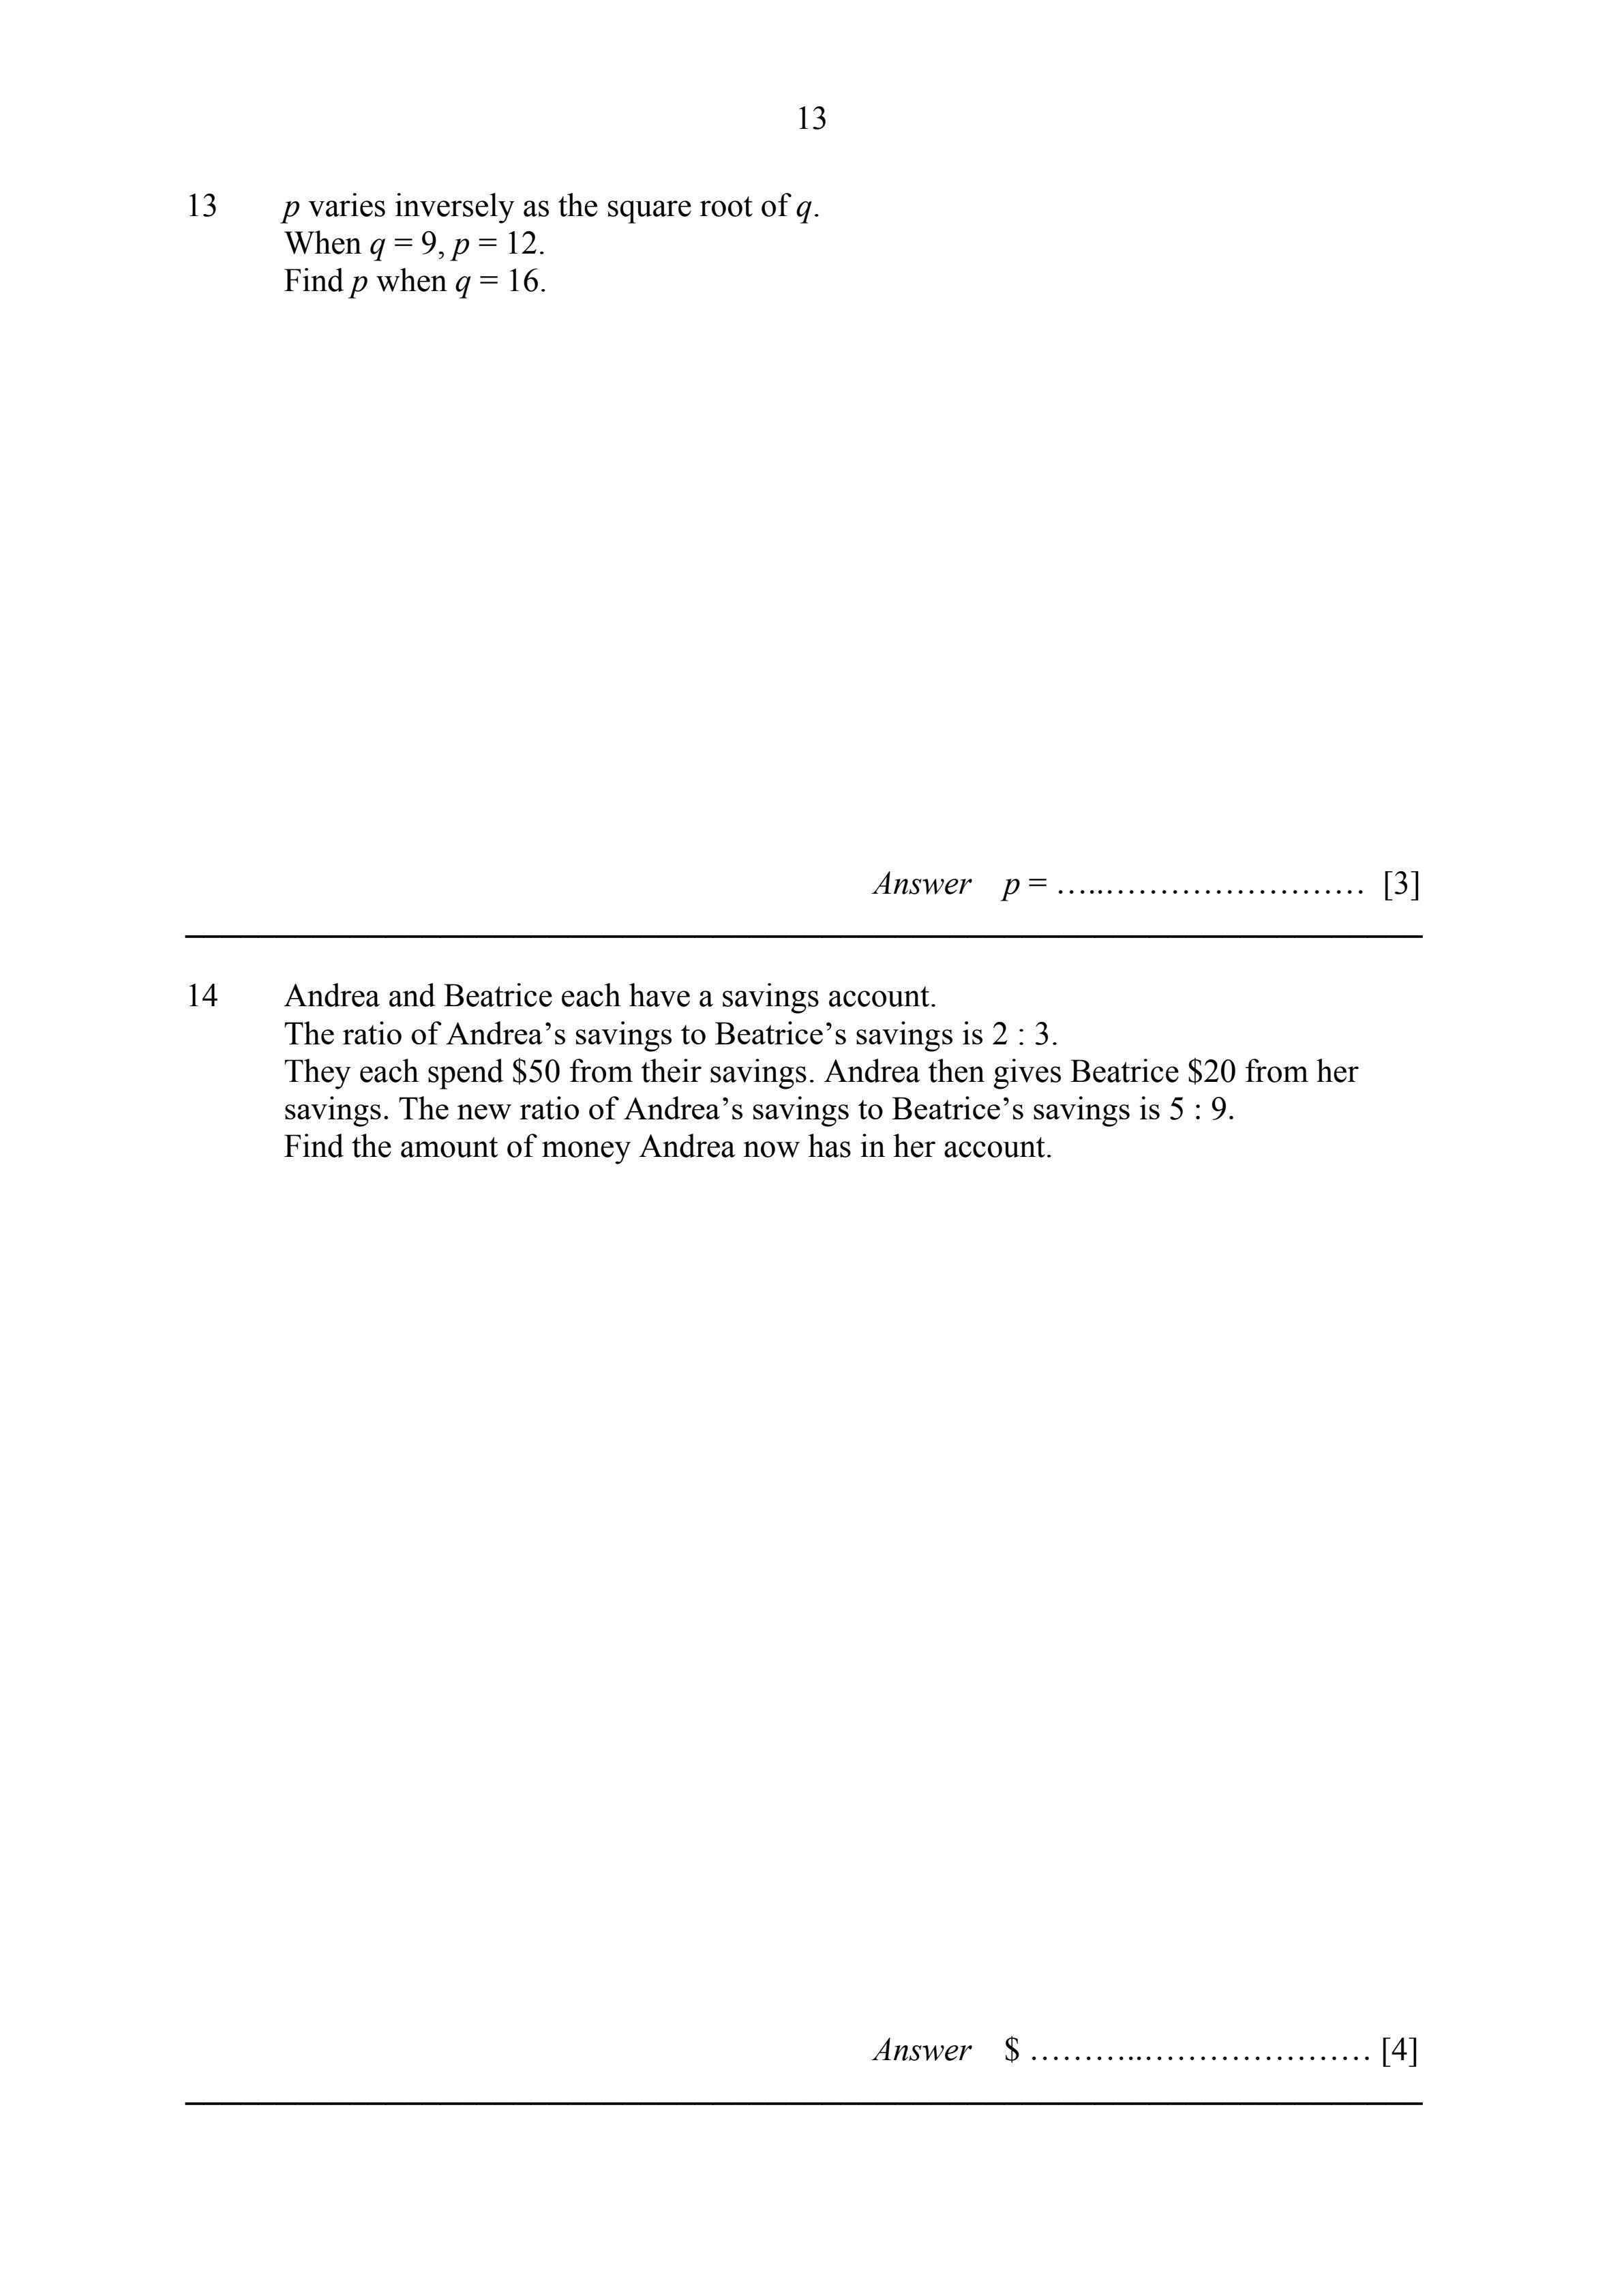 13
13 p varies inversely as the square root of q.
When q = 9, p = 12.
Find p when q = 16.
Answer p = …..…………………… [3]
14 Andrea and Beatrice each have a savings account.
The ratio of Andrea’s savings to Beatrice’s savings is 2 : 3.
They each spend $50 from their savings. Andrea then gives Beatrice $20 from her
savings. The new ratio of Andrea’s savings to Beatrice’s savings is 5 : 9.
Find the amount of money Andrea now has in her account.
Answer $ ………..………………… [4]